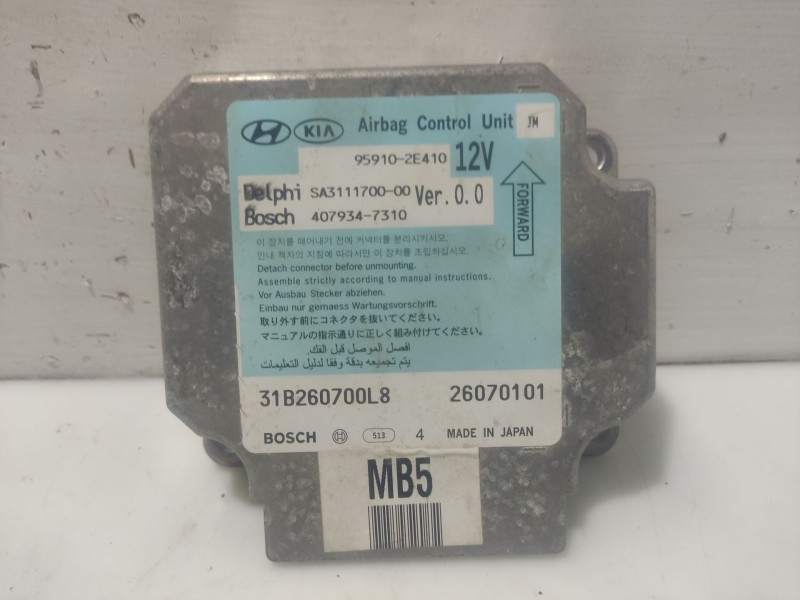 KIA Airbag Control Unit JM
95910-2E410 12V
Delphi SA3111700-00 Ver.0.0
Bosch 407934-7310
FORWARD
이 장치를 떼어내기 전에 커넥터를 분리시키시오.
안내 책자의 지침에 따라서만 이 장치를 조립하십시오.
Detach connector before unmounting.
Assemble strictly according to manual instructions.
Vor Ausbau Stecker abziehen.
Einbau nur gemaess Wartungsvorschrift.
取り外す前にコネクタを抜いてください。
マニュアルの指示通りに正しく組み付けてください。
افصل الموصل قبل الفك.
يتم تجميعه بدقة وفقا لدليل التعليمات
31B260700L8 26070101
BOSCH 513 4 MADE IN JAPAN
MB5